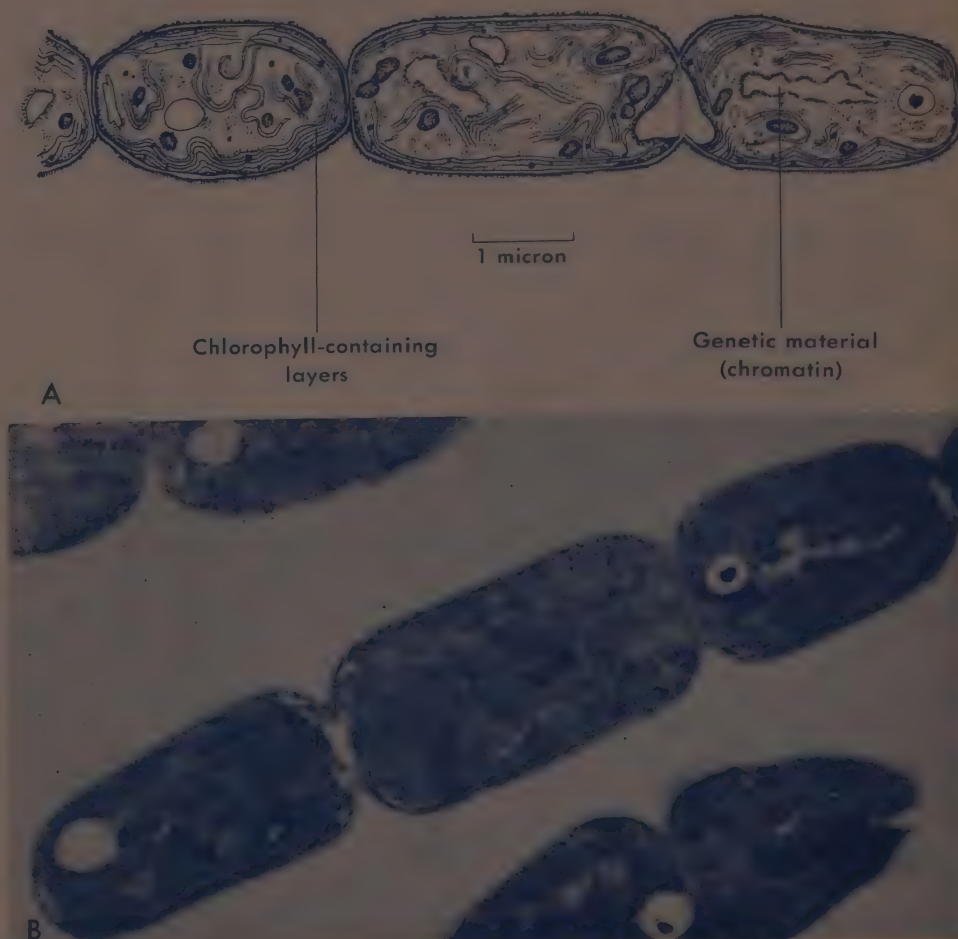 1 micron
Chlorophyll-containing
layers
Genetic material
(chromatin)
A
B